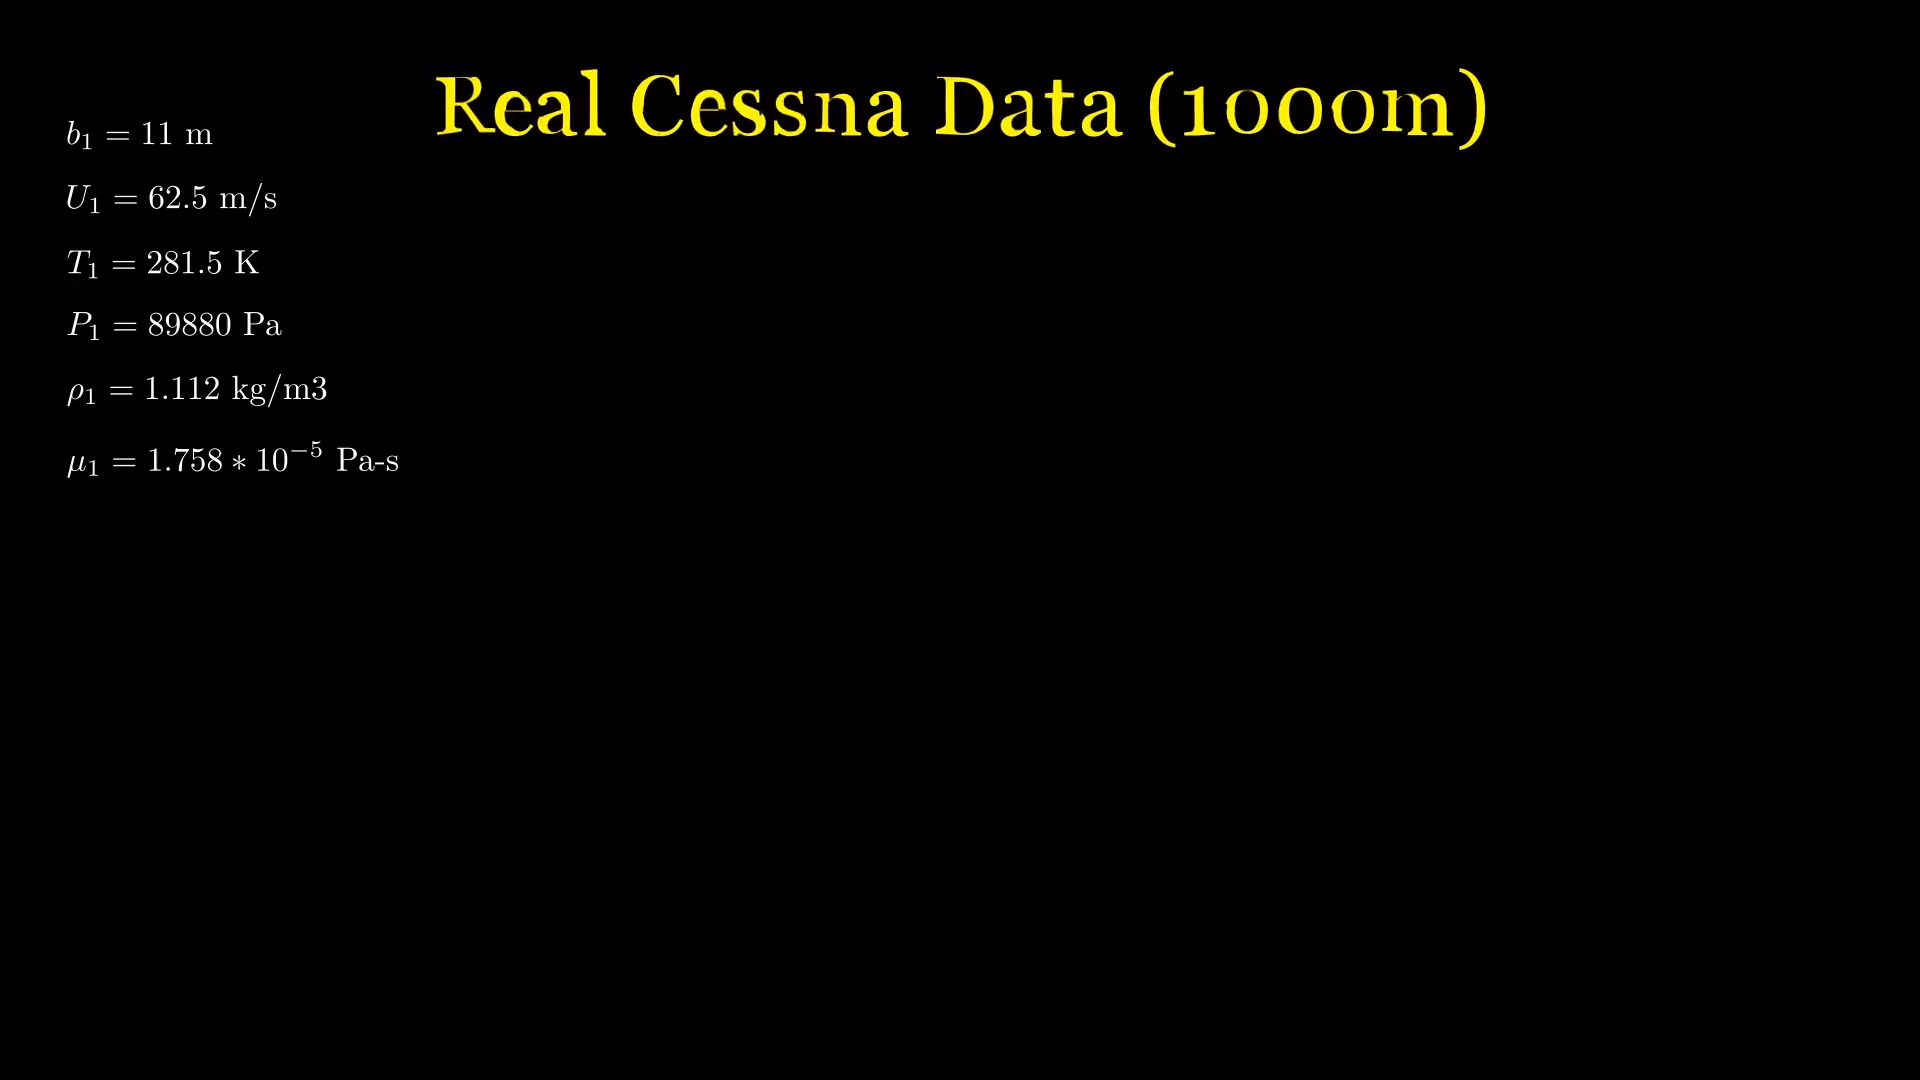 Real Cessna Data (1000m)
b₁ = 11 m
U₁ = 62.5 m/s
T₁ = 281.5 K
P₁ = 89880 Pa
ρ₁ = 1.112 kg/m3
μ₁ = 1.758 * 10⁻⁵ Pa-s